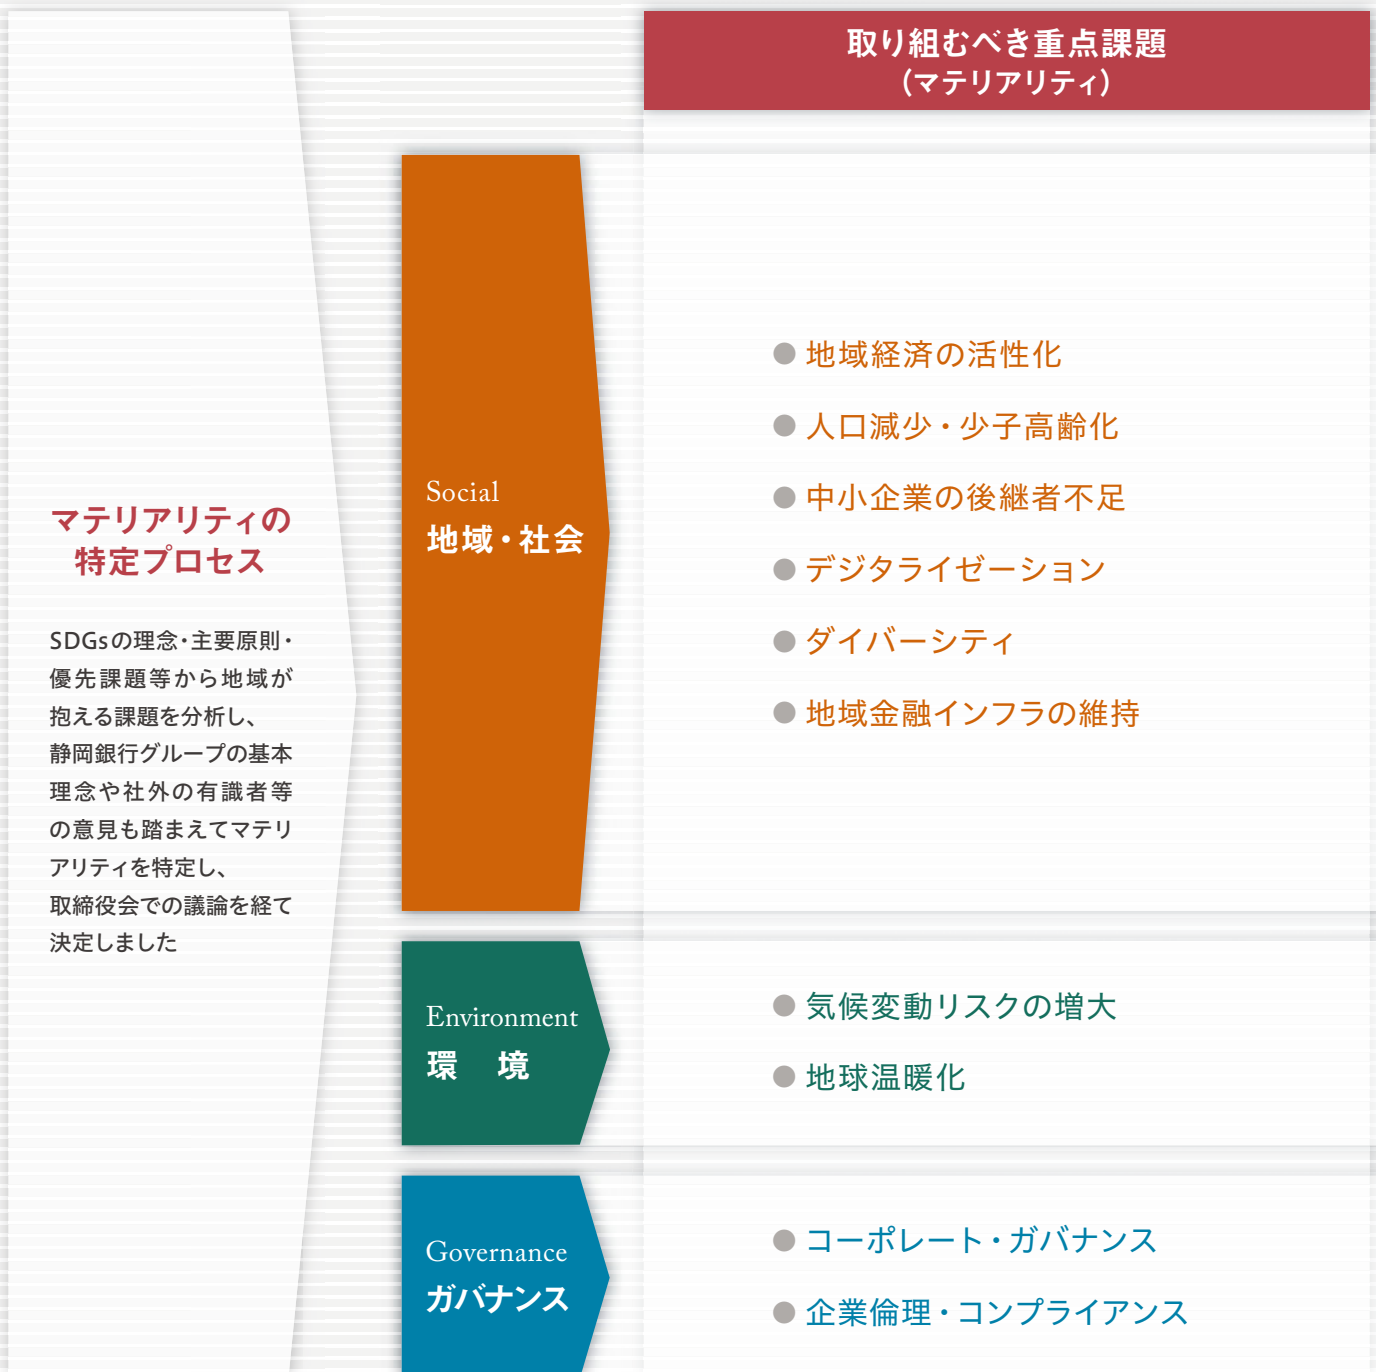 取り組むべき重点課題
(マテリアリティ)
マテリアリティの
特定プロセス
SDGsの理念・主要原則・
優先課題等から地域が
抱える課題を分析し、
静岡銀行グループの基本
理念や社外の有識者等
の意見も踏まえてマテリ
アリティを特定し、
取締役会での議論を経て
決定しました
Social
地域・社会
● 地域経済の活性化
● 人口減少・少子高齢化
● 中小企業の後継者不足
● デジタライゼーション
● ダイバーシティ
● 地域金融インフラの維持
Environment
環　境
● 気候変動リスクの増大
● 地球温暖化
Governance
ガバナンス
● コーポレート・ガバナンス
● 企業倫理・コンプライアンス